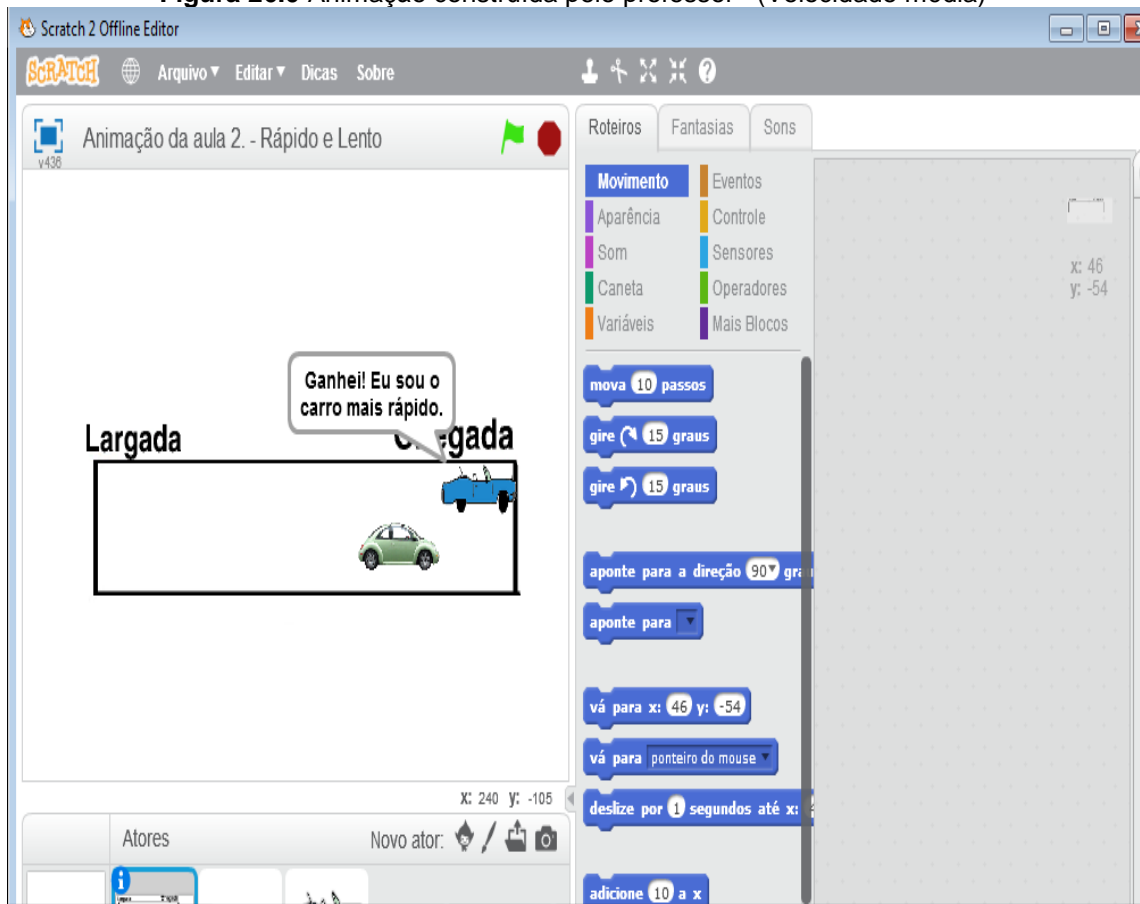 Scratch 2 Offline Editor
SCRATCH Arquivo Editar Dicas Sobre
Animação da aula 2. - Rápido e Lento
v436
Roteiros Fantasias Sons
Movimento Eventos
Aparência Controle
Som Sensores
Caneta Operadores
Variáveis Mais Blocos
x: 46
y: -54
Ganhei! Eu sou o
carro mais rápido.
Largada
mova 10 passos
gire 15 graus
gire 15 graus
aponte para a direção 90
aponte para
vá para x: 46 y: -54
vá para ponteiro do mouse
deslize por 1 segundos até x:
adicione 10 a x
X: 240 y: -105
Atores Novo ator: